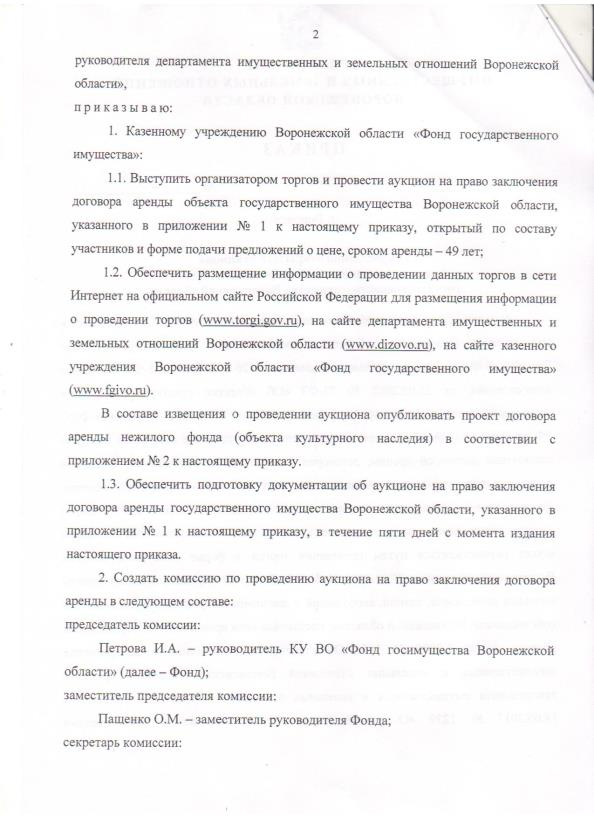 2
руководителя департамента имущественных и земельных отношений Воронежской
области»,
п р и к а з ы в а ю:
1. Казенному учреждению Воронежской области «Фонд государственного
имущества»:
1.1. Выступить организатором торгов и провести аукцион на право заключения
договора аренды объекта государственного имущества Воронежской области,
указанного в приложении № 1 к настоящему приказу, открытый по составу
участников и форме подачи предложений о цене, сроком аренды – 49 лет;
1.2. Обеспечить размещение информации о проведении данных торгов в сети
Интернет на официальном сайте Российской Федерации для размещения информации
о проведении торгов (www.torgi.gov.ru), на сайте департамента имущественных и
земельных отношений Воронежской области (www.dizovo.ru), на сайте казенного
учреждения Воронежской области «Фонд государственного имущества»
(www.fgivo.ru).
В составе извещения о проведении аукциона опубликовать проект договора
аренды нежилого фонда (объекта культурного наследия) в соответствии с
приложением № 2 к настоящему приказу.
1.3. Обеспечить подготовку документации об аукционе на право заключения
договора аренды государственного имущества Воронежской области, указанного в
приложении № 1 к настоящему приказу, в течение пяти дней с момента издания
настоящего приказа.
2. Создать комиссию по проведению аукциона на право заключения договора
аренды в следующем составе:
председатель комиссии:
Петрова И.А. – руководитель КУ ВО «Фонд госимущества Воронежской
области» (далее – Фонд);
заместитель председателя комиссии:
Пащенко О.М. – заместитель руководителя Фонда;
секретарь комиссии: